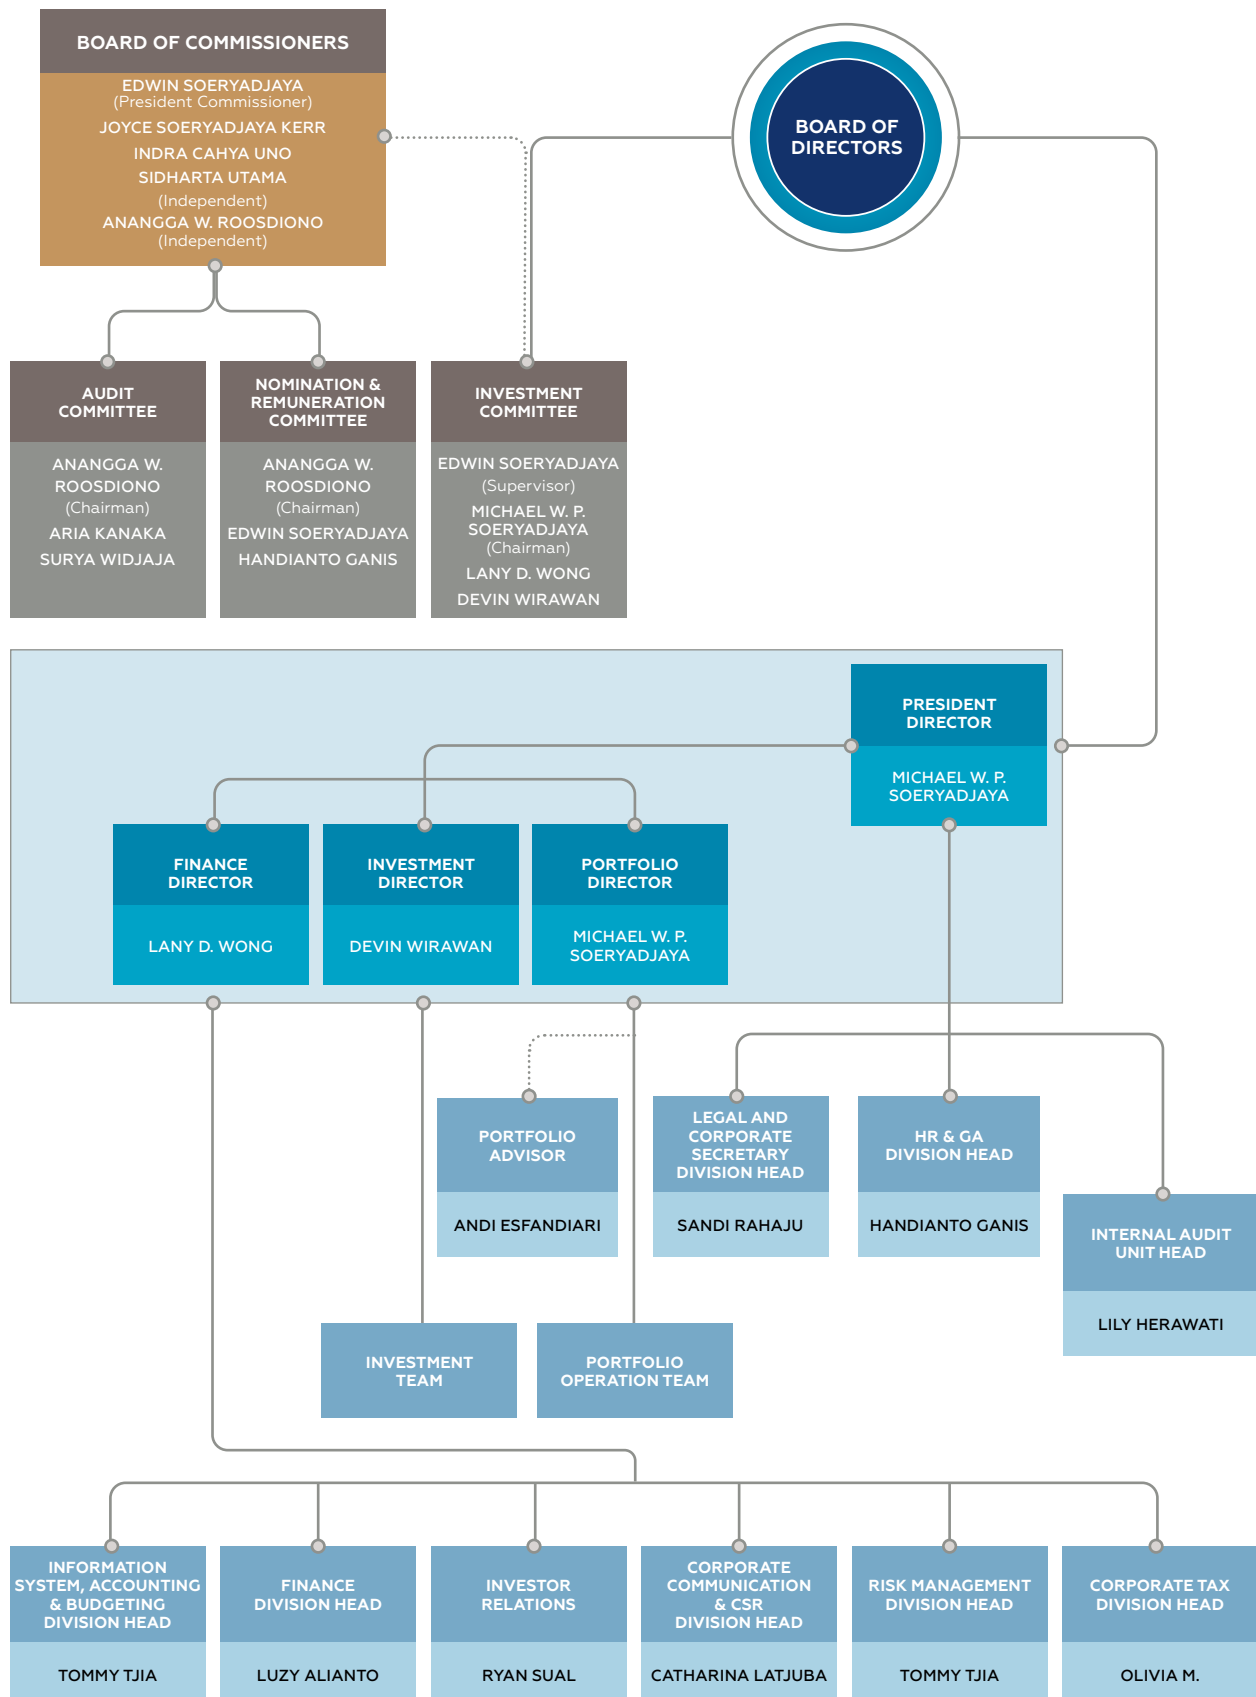 BOARD OF COMMISSIONERS
EDWIN SOERYADJAYA
(President Commissioner)
JOYCE SOERYADJAYA KERR
INDRA CAHYA UNO
SIDHARTA UTAMA
(Independent)
ANANGGA W. ROOSDIONO
(Independent)
BOARD OF
DIRECTORS
AUDIT
COMMITTEE
ANANGGA W.
ROOSDIONO
(Chairman)
ARIA KANAKA
SURYA WIDJAJA
NOMINATION &
REMUNERATION
COMMITTEE
ANANGGA W.
ROOSDIONO
(Chairman)
EDWIN SOERYADJAYA
HANDIANTO GANIS
INVESTMENT
COMMITTEE
EDWIN SOERYADJAYA
(Supervisor)
MICHAEL W. P.
SOERYADJAYA
(Chairman)
LANY D. WONG
DEVIN WIRAWAN
PRESIDENT
DIRECTOR
MICHAEL W. P.
SOERYADJAYA
FINANCE
DIRECTOR
LANY D. WONG
INVESTMENT
DIRECTOR
DEVIN WIRAWAN
PORTFOLIO
DIRECTOR
MICHAEL W. P.
SOERYADJAYA
PORTFOLIO
ADVISOR
ANDI ESFANDIARI
LEGAL AND
CORPORATE
SECRETARY
DIVISION HEAD
SANDI RAHAJU
HR & GA
DIVISION HEAD
HANDIANTO GANIS
INTERNAL AUDIT
UNIT HEAD
LILY HERAWATI
INVESTMENT
TEAM
PORTFOLIO
OPERATION TEAM
INFORMATION
SYSTEM, ACCOUNTING
& BUDGETING
DIVISION HEAD
TOMMY TJIA
FINANCE
DIVISION HEAD
LUZY ALIANTO
INVESTOR
RELATIONS
RYAN SUAL
CORPORATE
COMMUNICATION
& CSR
DIVISION HEAD
CATHARINA LATJUBA
RISK MANAGEMENT
DIVISION HEAD
TOMMY TJIA
CORPORATE TAX
DIVISION HEAD
OLIVIA M.